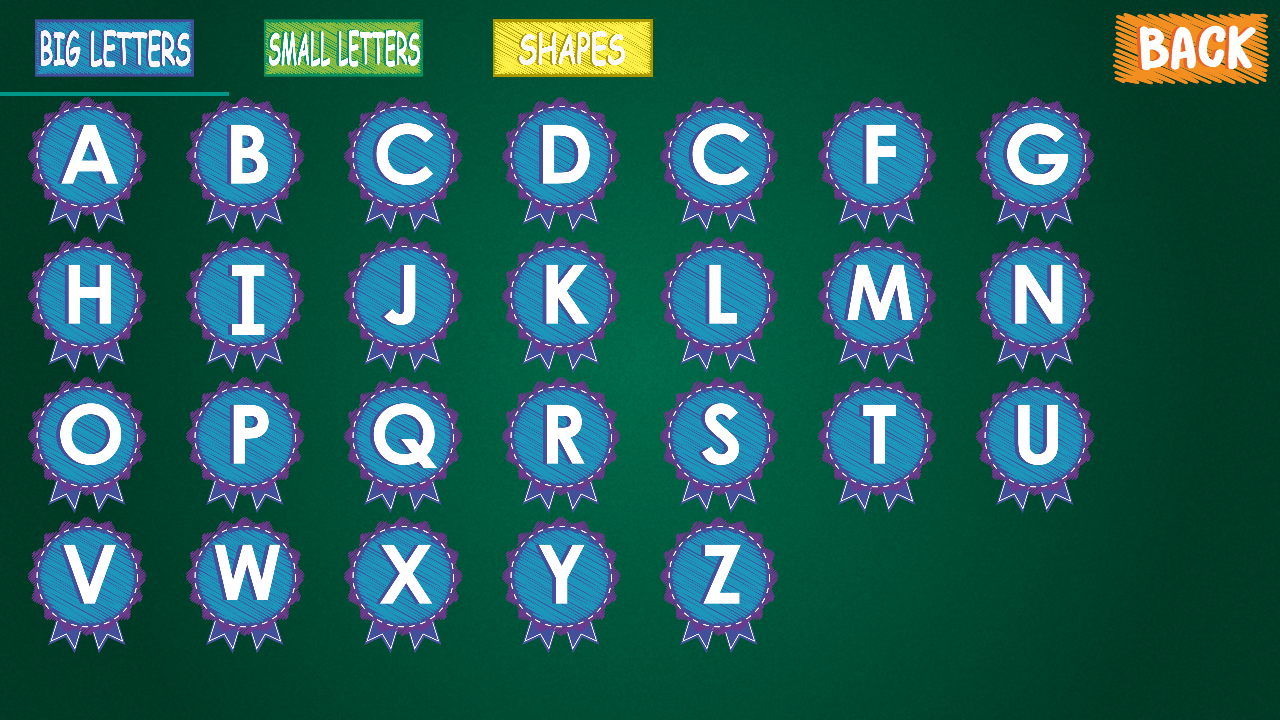 BIG LETTERS SMALL LETTERS SHAPES BACK
A B C D C F G
H I J K L M N
O P Q R S T U
V W X Y Z